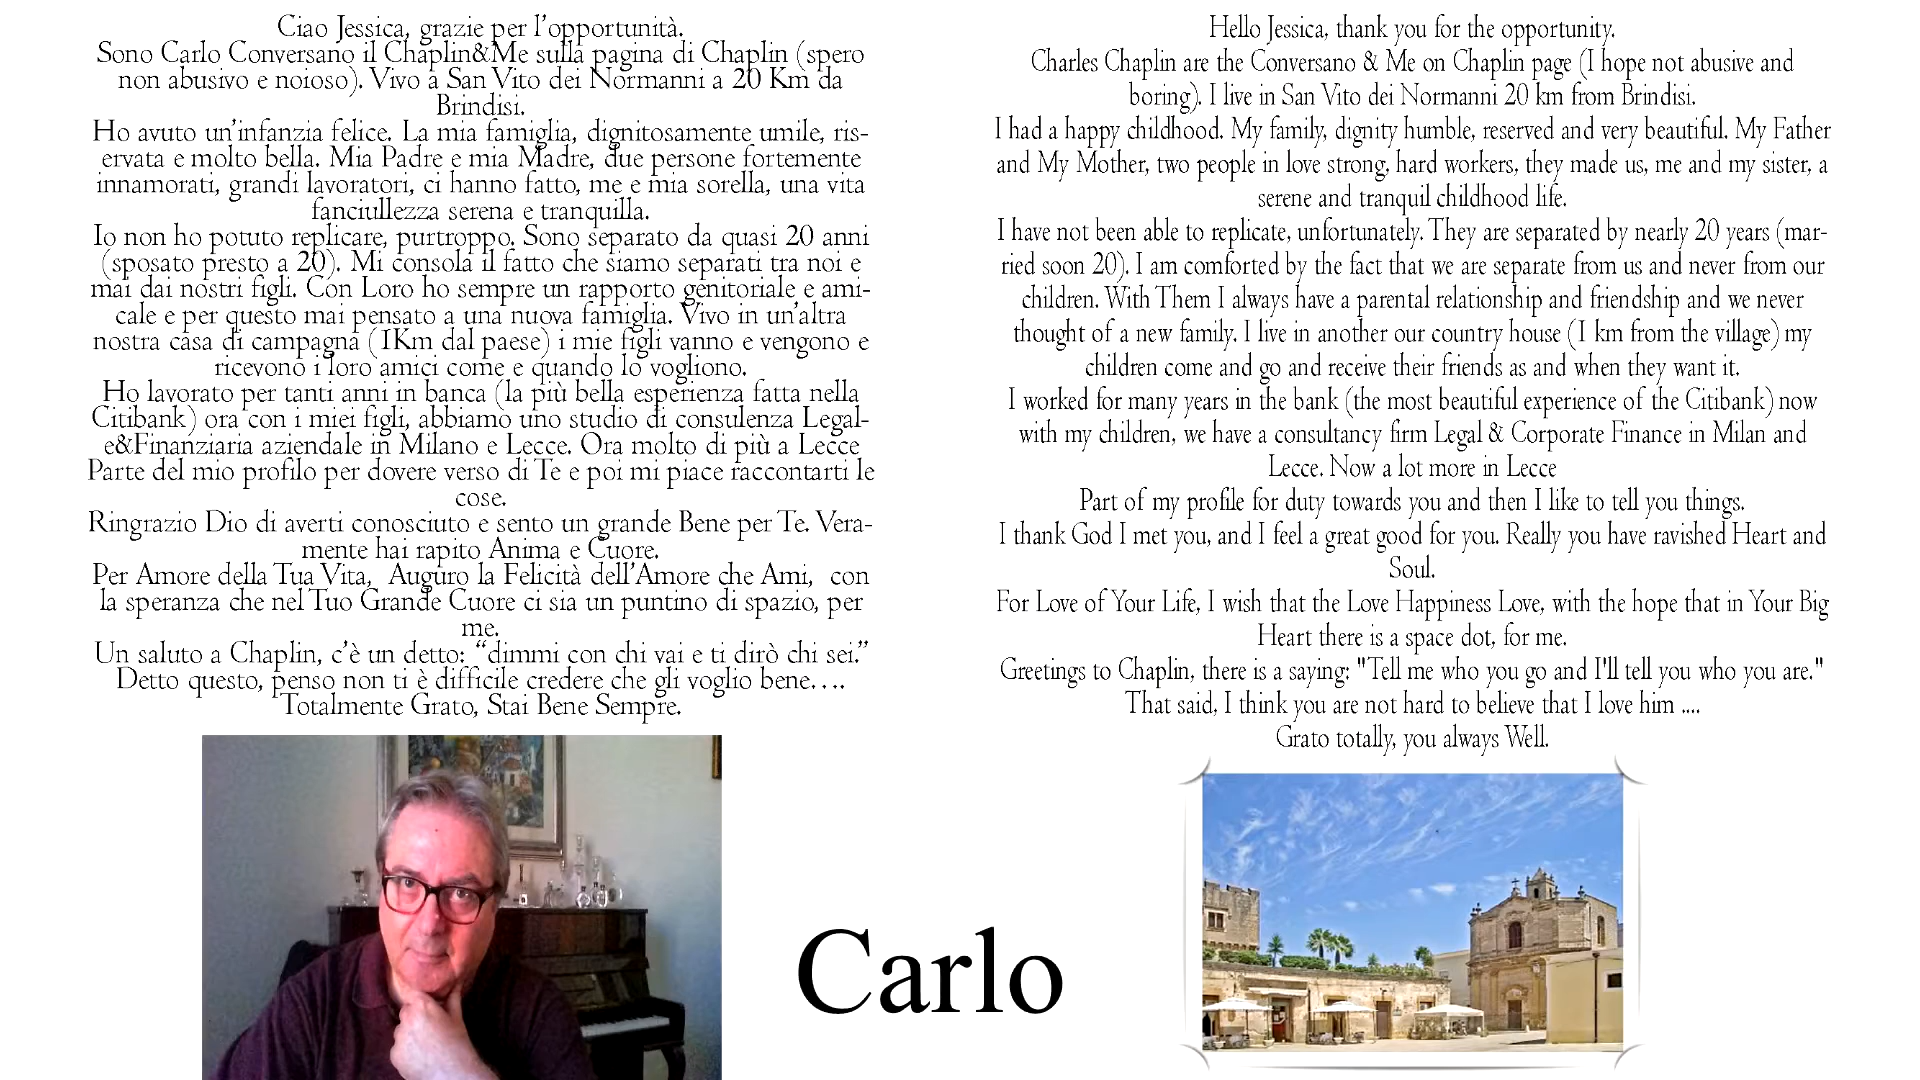 Ciao Jessica, grazie per l'opportunità.
Sono Carlo Conversano il Chaplin&Me sulla pagina di Chaplin (spero
non abusivo e noioso). Vivo a San Vito dei Normanni a 20 Km da
Brindisi.
Ho avuto un'infanzia felice. La mia famiglia, dignitosamente umile, ris-
ervata e molto bella. Mia Padre e mia Madre, due persone fortemente
innamorati, grandi lavoratori, ci hanno fatto, me e mia sorella, una vita
fanciullezza serena e tranquilla.
Io non ho potuto replicare, purtroppo. Sono separato da quasi 20 anni
(sposato presto a 20). Mi consola il fatto che siamo separati tra noi e
mai dai nostri figli. Con Loro ho sempre un rapporto genitoriale e ami-
cale e per questo mai pensato a una nuova famiglia. Vivo in un'altra
nostra casa di campagna (1Km dal paese) i mie figli vanno e vengono e
ricevono i loro amici come e quando lo vogliono.
Ho lavorato per tanti anni in banca (la più bella esperienza fatta nella
Citibank) ora con i miei figli, abbiamo uno studio di consulenza Legal-
e&Finanziaria aziendale in Milano e Lecce. Ora molto di più a Lecce
Parte del mio profilo per dovere verso di Te e poi mi piace raccontarti le
cose.
Ringrazio Dio di averti conosciuto e sento un grande Bene per Te. Vera-
mente hai rapito Anima e Cuore.
Per Amore della Tua Vita, Auguro la Felicità dell'Amore che Ami, con
la speranza che nel Tuo Grande Cuore ci sia un puntino di spazio, per
me.
Un saluto a Chaplin, c'è un detto: “dimmi con chi vai e ti dirò chi sei.”
Detto questo, penso non ti è difficile credere che gli voglio bene….
Totalmente Grato, Stai Bene Sempre.
Hello Jessica, thank you for the opportunity.
Charles Chaplin are the Conversano & Me on Chaplin page (I hope not abusive and
boring). I live in San Vito dei Normanni 20 km from Brindisi.
I had a happy childhood. My family, dignity humble, reserved and very beautiful. My Father
and My Mother, two people in love strong, hard workers, they made us, me and my sister, a
serene and tranquil childhood life.
I have not been able to replicate, unfortunately. They are separated by nearly 20 years (mar-
ried soon 20). I am comforted by the fact that we are separate from us and never from our
children. With Them I always have a parental relationship and friendship and we never
thought of a new family. I live in another our country house (1 km from the village) my
children come and go and receive their friends as and when they want it.
I worked for many years in the bank (the most beautiful experience of the Citibank) now
with my children, we have a consultancy firm Legal & Corporate Finance in Milan and
Lecce. Now a lot more in Lecce
Part of my profile for duty towards you and then I like to tell you things.
I thank God I met you, and I feel a great good for you. Really you have ravished Heart and
Soul.
For Love of Your Life, I wish that the Love Happiness Love, with the hope that in Your Big
Heart there is a space dot, for me.
Greetings to Chaplin, there is a saying: "Tell me who you go and I'll tell you who you are."
That said, I think you are not hard to believe that I love him ....
Grato totally, you always Well.
Carlo